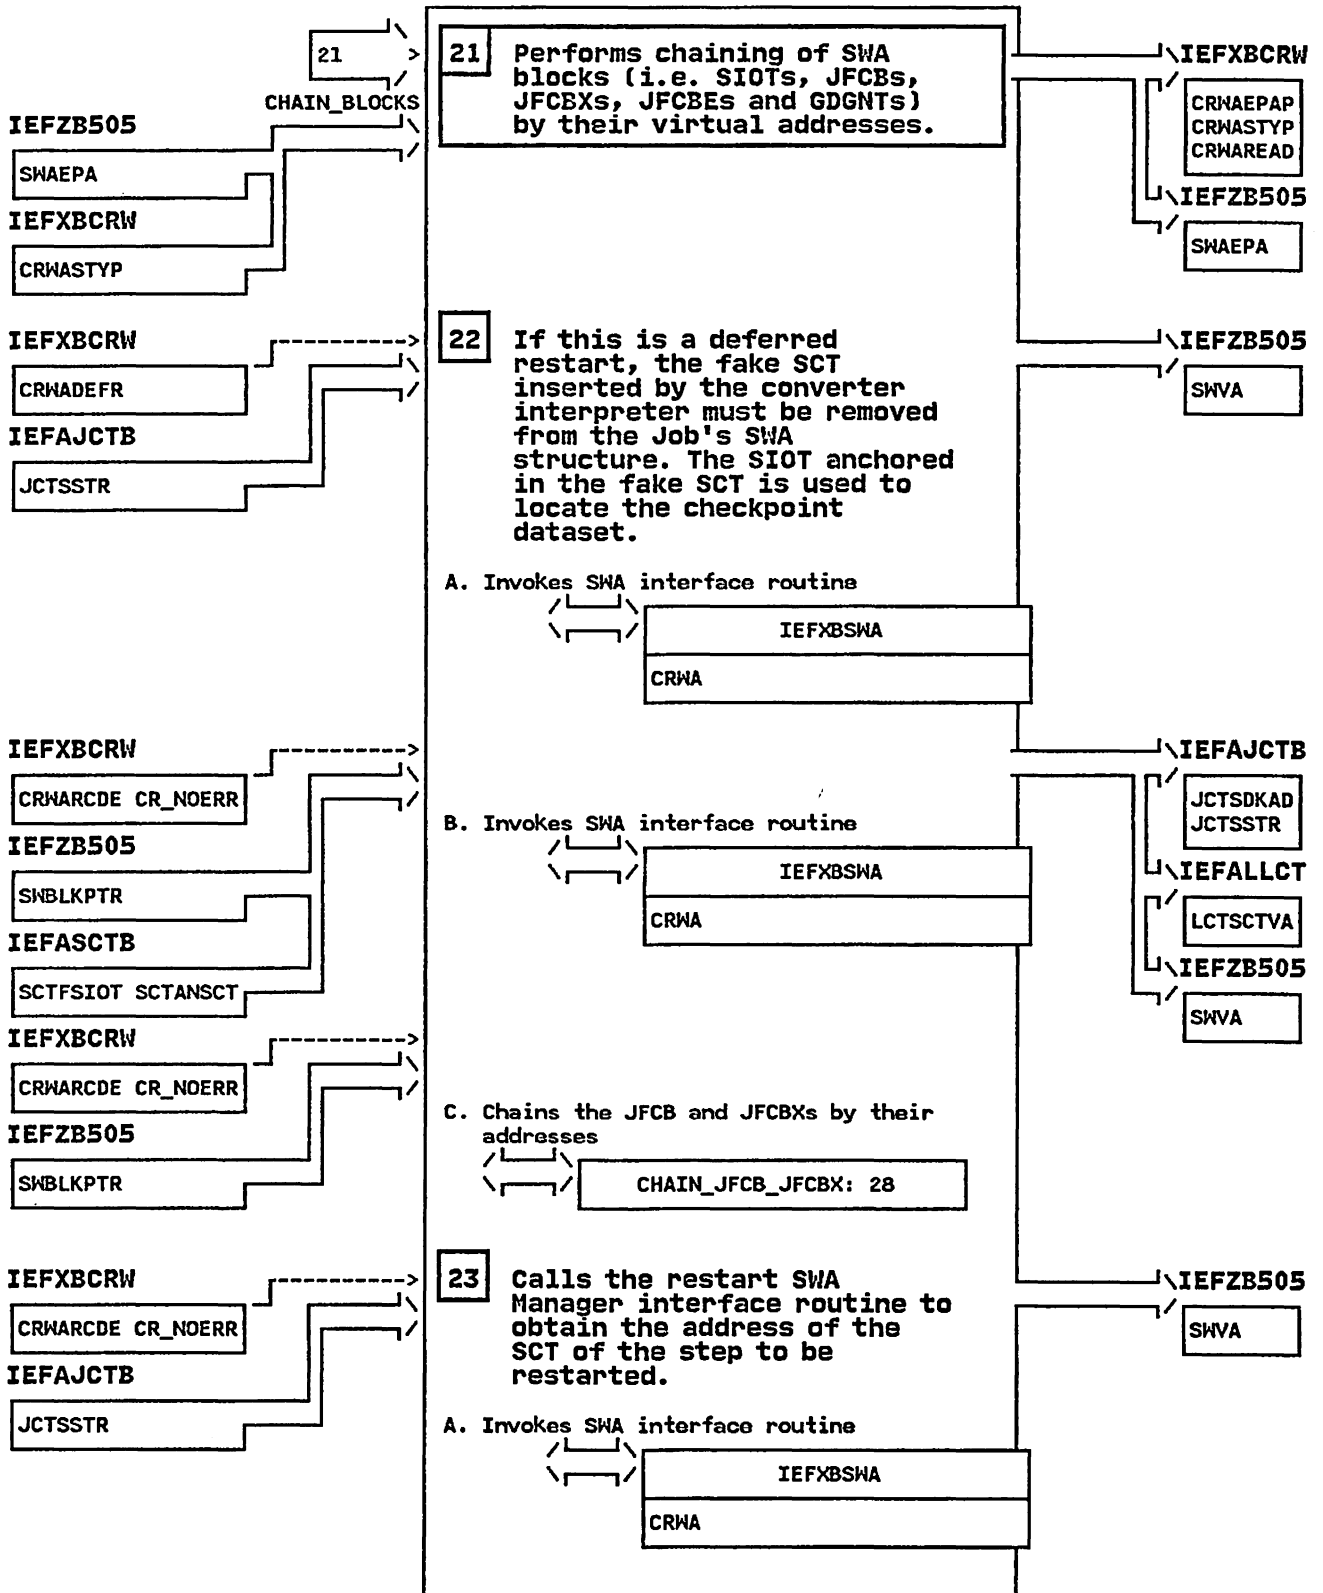 21
CHAIN_BLOCKS
IEFZB505
SWAEPA
IEFXBCRW
CRWASTYP
21 Performs chaining of SWA
blocks (i.e. SIOTs, JFCBs,
JFCBXs, JFCBEs and GDGNTs)
by their virtual addresses.
IEFXBCRW
CRWAEPAP
CRWASTYP
CRWAREAD
IEFZB505
SWAEPA
IEFXBCRW
CRWADEFR
IEFAJCTB
JCTSSTR
22 If this is a deferred
restart, the fake SCT
inserted by the converter
interpreter must be removed
from the Job's SWA
structure. The SIOT anchored
in the fake SCT is used to
locate the checkpoint
dataset.
IEFZB505
SWVA
A. Invokes SWA interface routine
IEFXBSWA
CRWA
IEFXBCRW
CRWARCDE CR_NOERR
IEFZB505
SWBLKPTR
IEFASCTB
SCTFSIOT SCTANSCT
B. Invokes SWA interface routine
IEFXBSWA
CRWA
IEFAJCTB
JCTSDKAD
JCTSSTR
IEFALLCT
LCTSCTVA
IEFZB505
SWVA
IEFXBCRW
CRWARCDE CR_NOERR
IEFZB505
SWBLKPTR
C. Chains the JFCB and JFCBXs by their
addresses
CHAIN_JFCB_JFCBX: 28
IEFXBCRW
CRWARCDE CR_NOERR
IEFAJCTB
JCTSSTR
23 Calls the restart SWA
Manager interface routine to
obtain the address of the
SCT of the step to be
restarted.
IEFZB505
SWVA
A. Invokes SWA interface routine
IEFXBSWA
CRWA